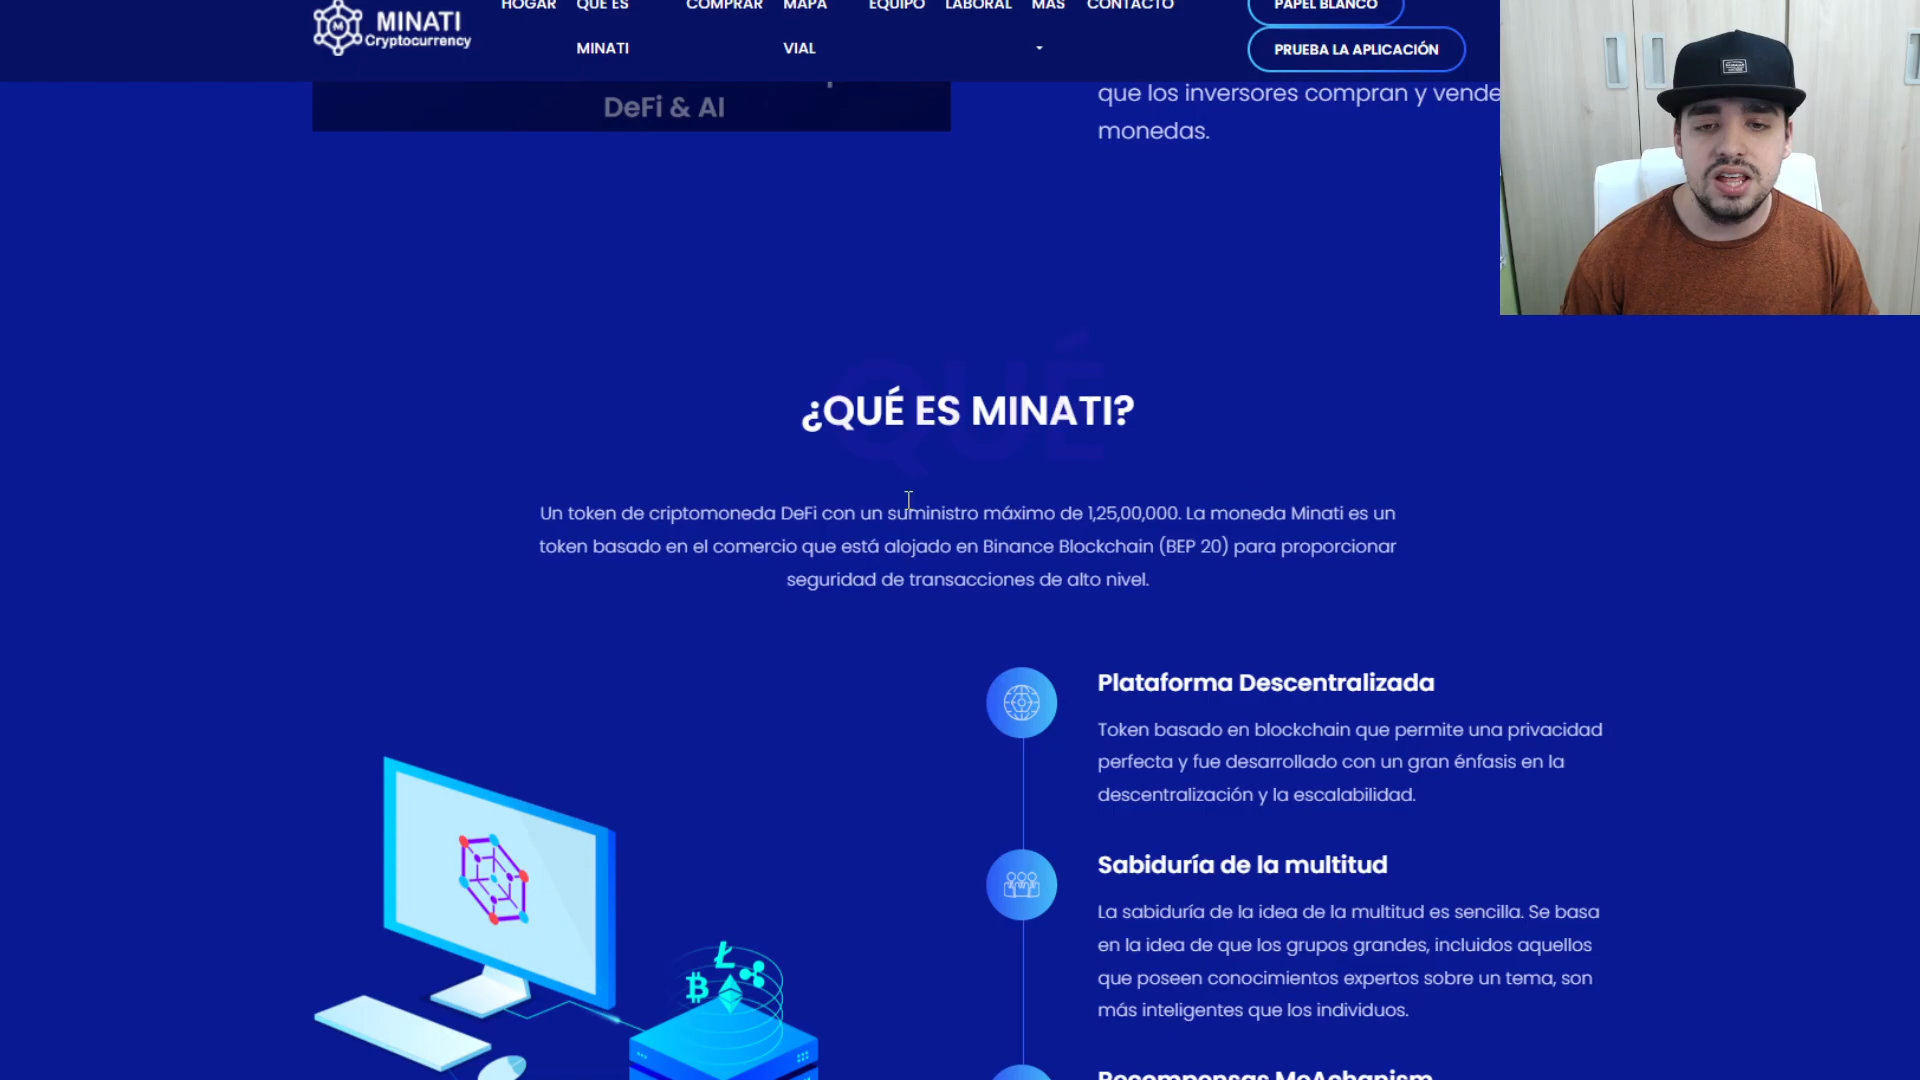 HOGAR
QUÉ ES
MINATI
COMPRAR
MAPA
VIAL
EQUIPO
LABORAL
MÁS
CONTACTO
PAPEL BLANCO
PRUEBA LA APLICACIÓN
MINATI
Cryptocurrency
DeFi & AI
que los inversores compran y vende
monedas.
QUÉ
¿QUÉ ES MINATI?
Un token de criptomoneda DeFi con un suministro máximo de 1,25,00,000. La moneda Minati es un
token basado en el comercio que está alojado en Binance Blockchain (BEP 20) para proporcionar
seguridad de transacciones de alto nivel.
Plataforma Descentralizada
Token basado en blockchain que permite una privacidad
perfecta y fue desarrollado con un gran énfasis en la
descentralización y la escalabilidad.
Sabiduría de la multitud
La sabiduría de la idea de la multitud es sencilla. Se basa
en la idea de que los grupos grandes, incluidos aquellos
que poseen conocimientos expertos sobre un tema, son
más inteligentes que los individuos.
Recompensas MeAchanism